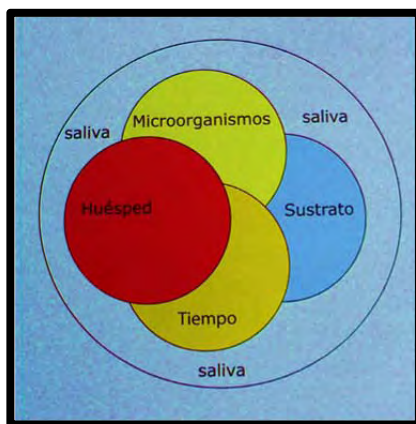 Microorganismos
saliva
saliva
Huésped
Sustrato
Tiempo
saliva